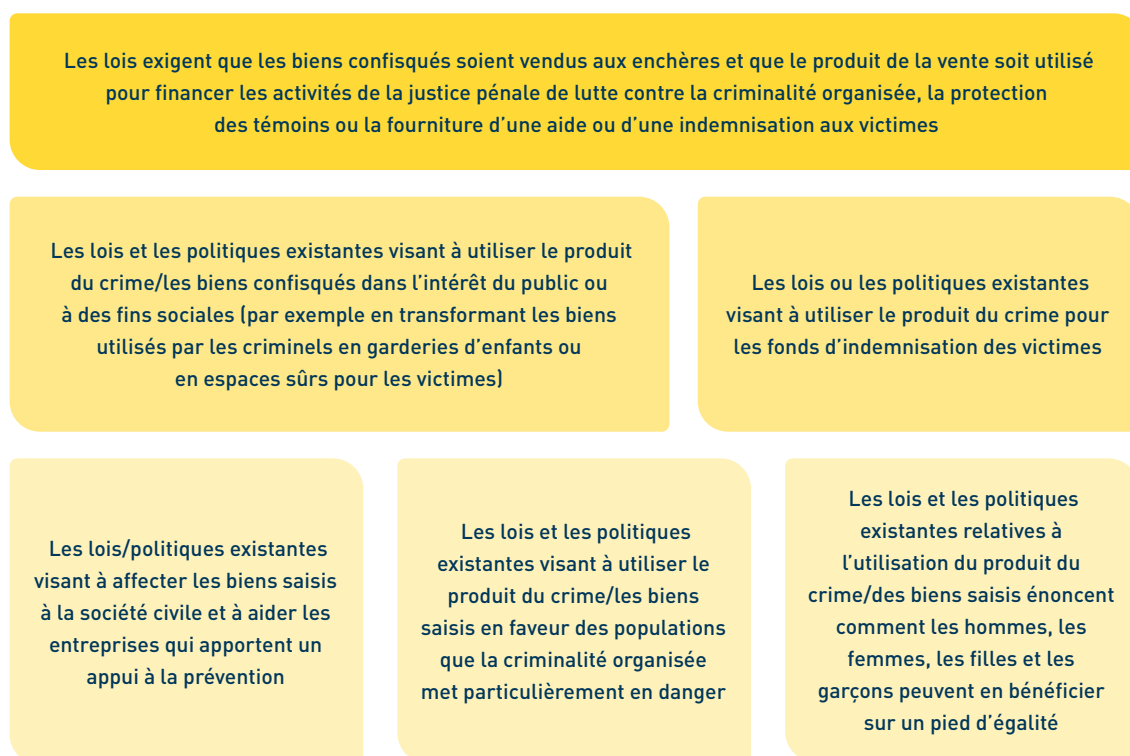 Les lois exigent que les biens confisqués soient vendus aux enchères et que le produit de la vente soit utilisé
pour financer les activités de la justice pénale de lutte contre la criminalité organisée, la protection
des témoins ou la fourniture d’une aide ou d’une indemnisation aux victimes
Les lois et les politiques existantes visant à utiliser le produit
du crime/les biens confisqués dans l’intérêt du public ou
à des fins sociales (par exemple en transformant les biens
utilisés par les criminels en garderies d’enfants ou
en espaces sûrs pour les victimes)
Les lois ou les politiques existantes
visant à utiliser le produit du crime pour
les fonds d’indemnisation des victimes
Les lois/politiques existantes
visant à affecter les biens saisis
à la société civile et à aider les
entreprises qui apportent un
appui à la prévention
Les lois et les politiques
existantes visant à utiliser le
produit du crime/les biens
saisis en faveur des populations
que la criminalité organisée
met particulièrement en danger
Les lois et les politiques
existantes relatives à
l’utilisation du produit du
crime/des biens saisis énoncent
comment les hommes, les
femmes, les filles et les
garçons peuvent en bénéficier
sur un pied d’égalité